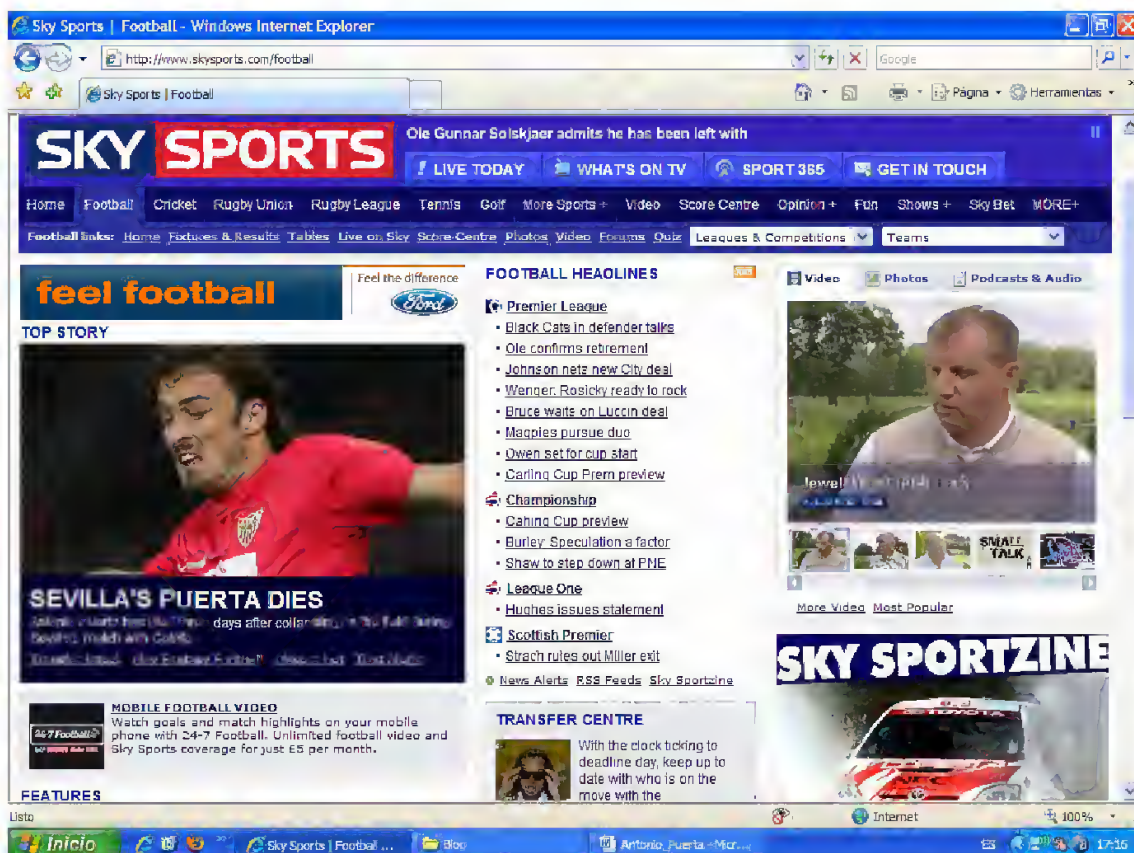 Sky Sports | Football - Windows Internet Explorer
http://www.skysports.com/football
Google
Sky Sports | Football
Página
Herramientas
SKY SPORTS
Ole Gunnar Solskjaer admits he has been left with
LIVE TODAY WHAT'S ON TV SPORT 365 GET IN TOUCH
Home Football Cricket Rugby Union Rugby League Tennis Golf More Sports + Video Score Centre Opinion + Fun Shows + Sky Bet MORE+
Football links: Home Fixtures & Results Tables Live on Sky Score Centre Photos Video Forums Quiz Leagues & Competitions Teams
feel football
Feel the difference
Ford
TOP STORY
SEVILLA'S PUERTA DIES
days after
MOBILE FOOTBALL VIDEO
Watch goals and match highlights on your mobile
phone with 24-7 Football. Unlimited football video and
Sky Sports coverage for just £5 per month.
24-7 Football
FEATURES
FOOTBALL HEADLINES
RSS
Premier League
Black Cats in defender talks
Ole confirms retirement
Johnson nets new City deal
Wenger: Rosicky ready to rock
Bruce waits on Luccin deal
Magpies pursue duo
Owen set for cup start
Carling Cup Prem preview
Championship
Carling Cup preview
Burley: Speculation a factor
Shaw to step down at PNE
League One
Hughes issues statement
Scottish Premier
Strach rules out Miller exit
News Alerts RSS Feeds Sky Sportzine
TRANSFER CENTRE
With the clock ticking to
deadline day, keep up to
date with who is on the
move with the
Video Photos Podcasts & Audio
Jewell
SMALL TALK
More Video Most Popular
SKY SPORTZINE
TOYOTA
Listo
Internet
100%
Inicio
Sky Sports | Footbal ...
Blog
Antonio_Puerta - Micr...
ES
17:16